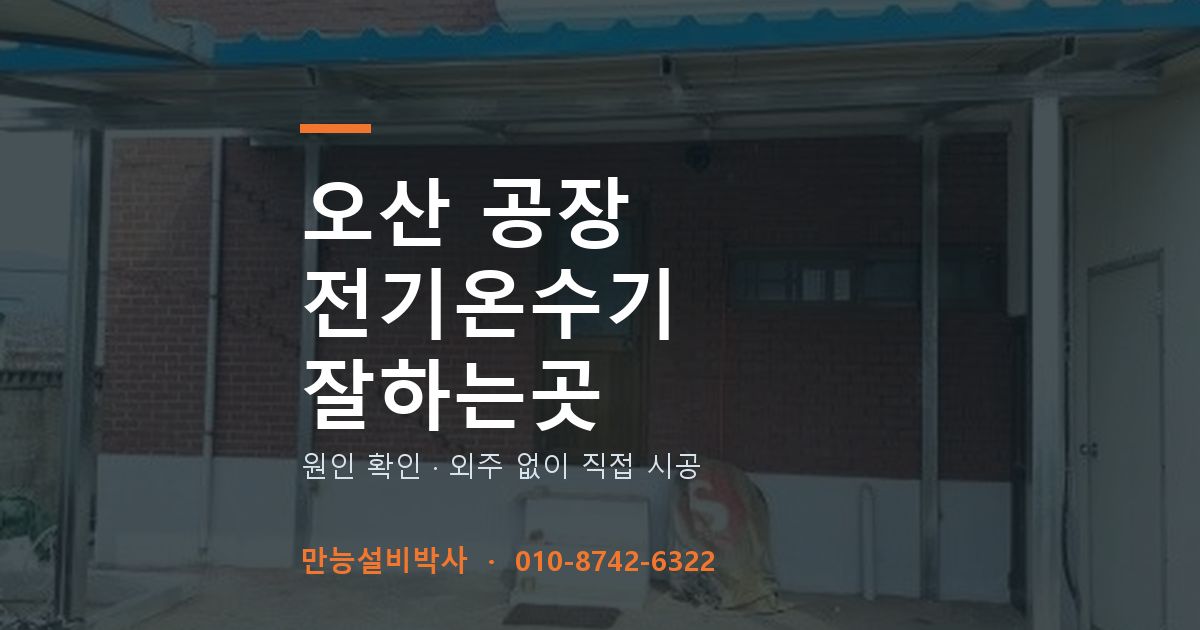 오산 공장
전기온수기
잘하는곳
원인 확인 · 외주 없이 직접 시공
만능설비박사 · 010-8742-6322